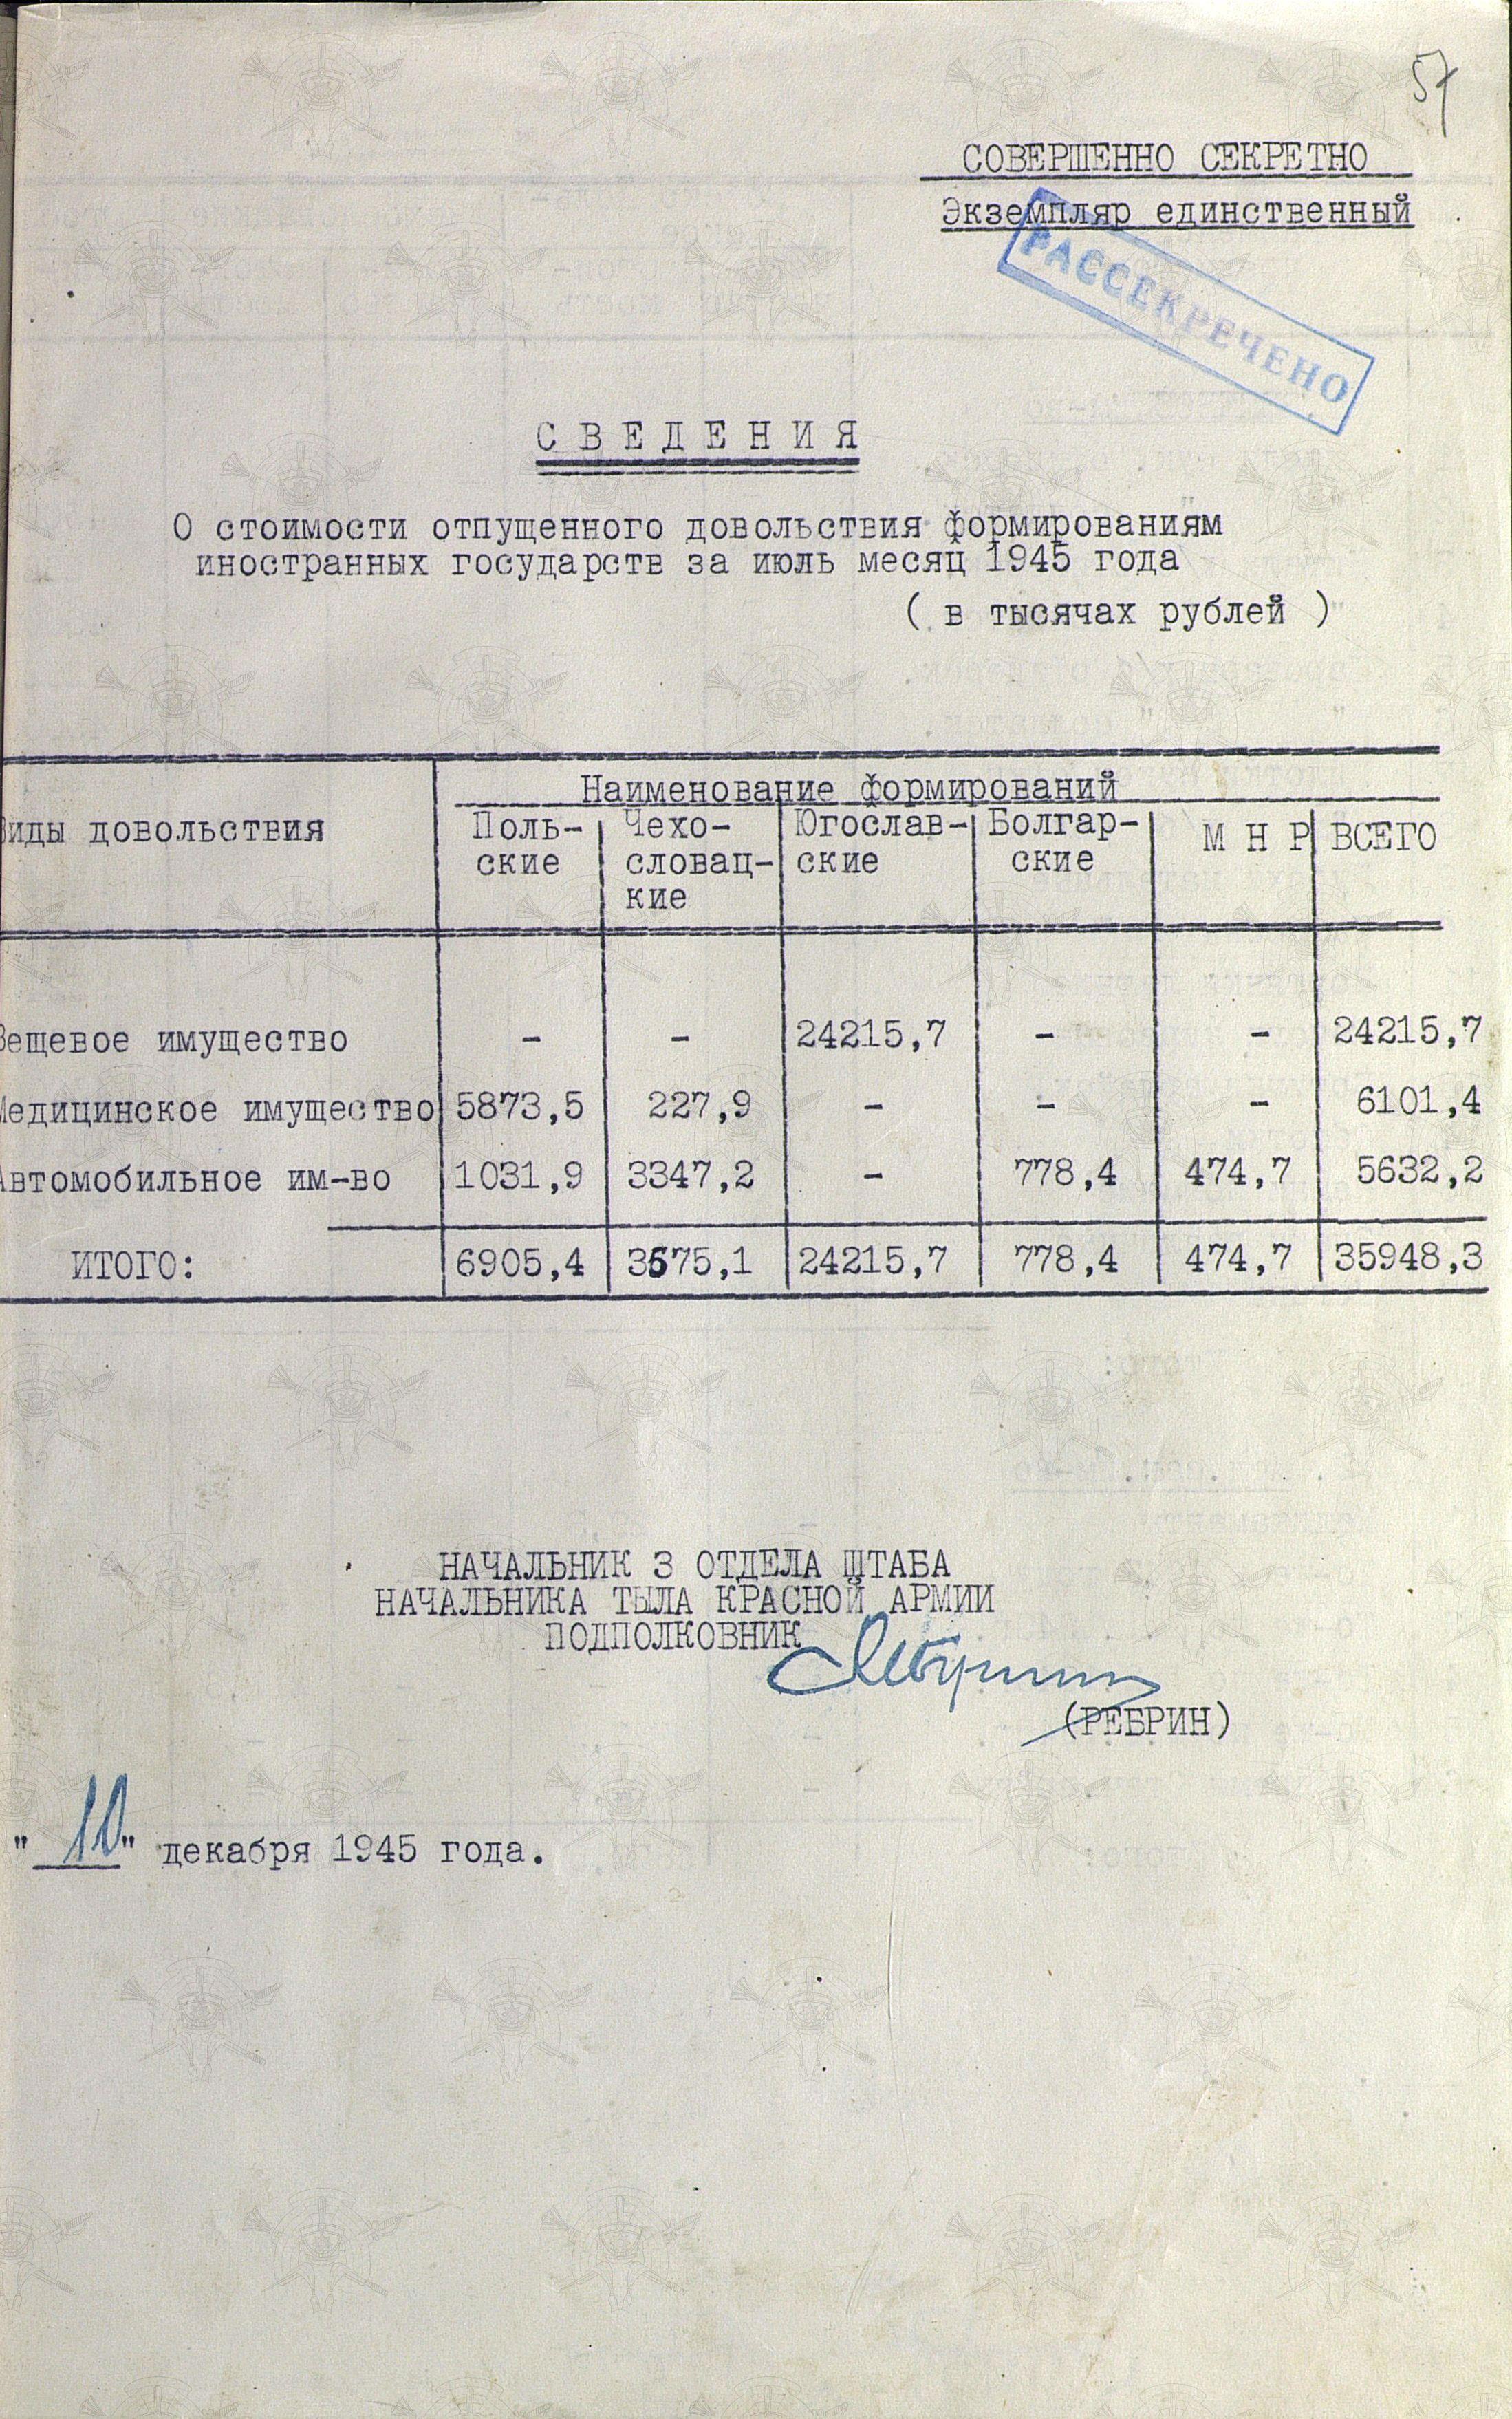 57
СОВЕРШЕННО СЕКРЕТНО
Экземпляр единственный
РАССЕКРЕЧЕНО
СВЕДЕНИЯ
О стоимости отпущенного довольствия формированиям
иностранных государств за июль месяц 1945 года
( в тысячах рублей )
Наименование формирований
Виды довольствия
Поль- Чехо- Югослав- Болгар- М Н Р ВСЕГО
ские словац- ские ские
кие
Вещевое имущество - - 24215,7 - - 24215,7
Медицинское имущество 5873,5 227,9 - - - 6101,4
Автомобильное им-во 1031,9 3347,2 - 778,4 474,7 5632,2
ИТОГО: 6905,4 3575,1 24215,7 778,4 474,7 35948,3
НАЧАЛЬНИК 3 ОТДЕЛА ШТАБА
НАЧАЛЬНИКА ТЫЛА КРАСНОЙ АРМИИ
ПОДПОЛКОВНИК
(РЕБРИН)
"10" декабря 1945 года.